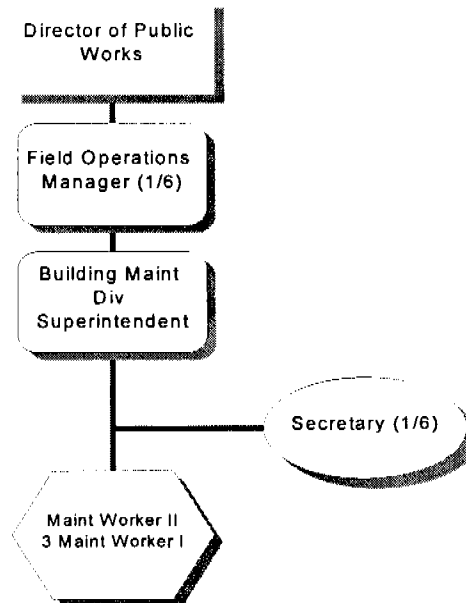 Director of Public
Works
Field Operations
Manager (1/6)
Building Maint
Div
Superintendent
Secretary (1/6)
Maint Worker II
3 Maint Worker I